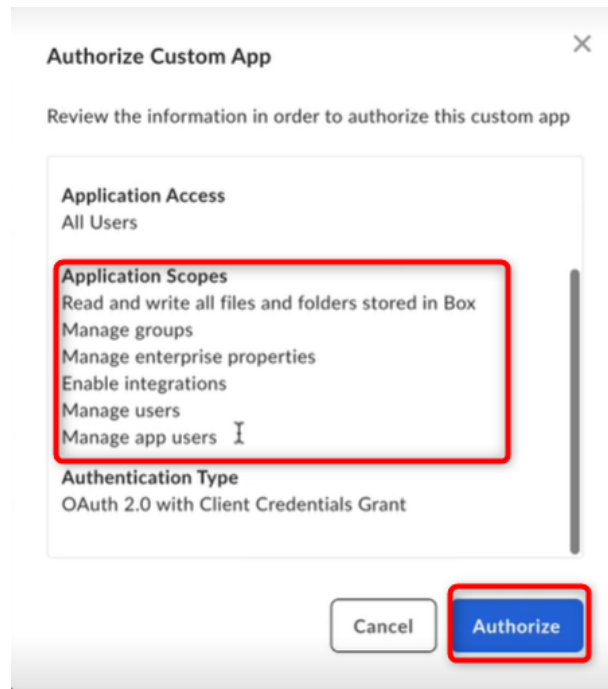 Authorize Custom App
Review the information in order to authorize this custom app
Application Access
All Users
Application Scopes
Read and write all files and folders stored in Box
Manage groups
Manage enterprise properties
Enable integrations
Manage users
Manage app users
Authentication Type
OAuth 2.0 with Client Credentials Grant
Cancel
Authorize